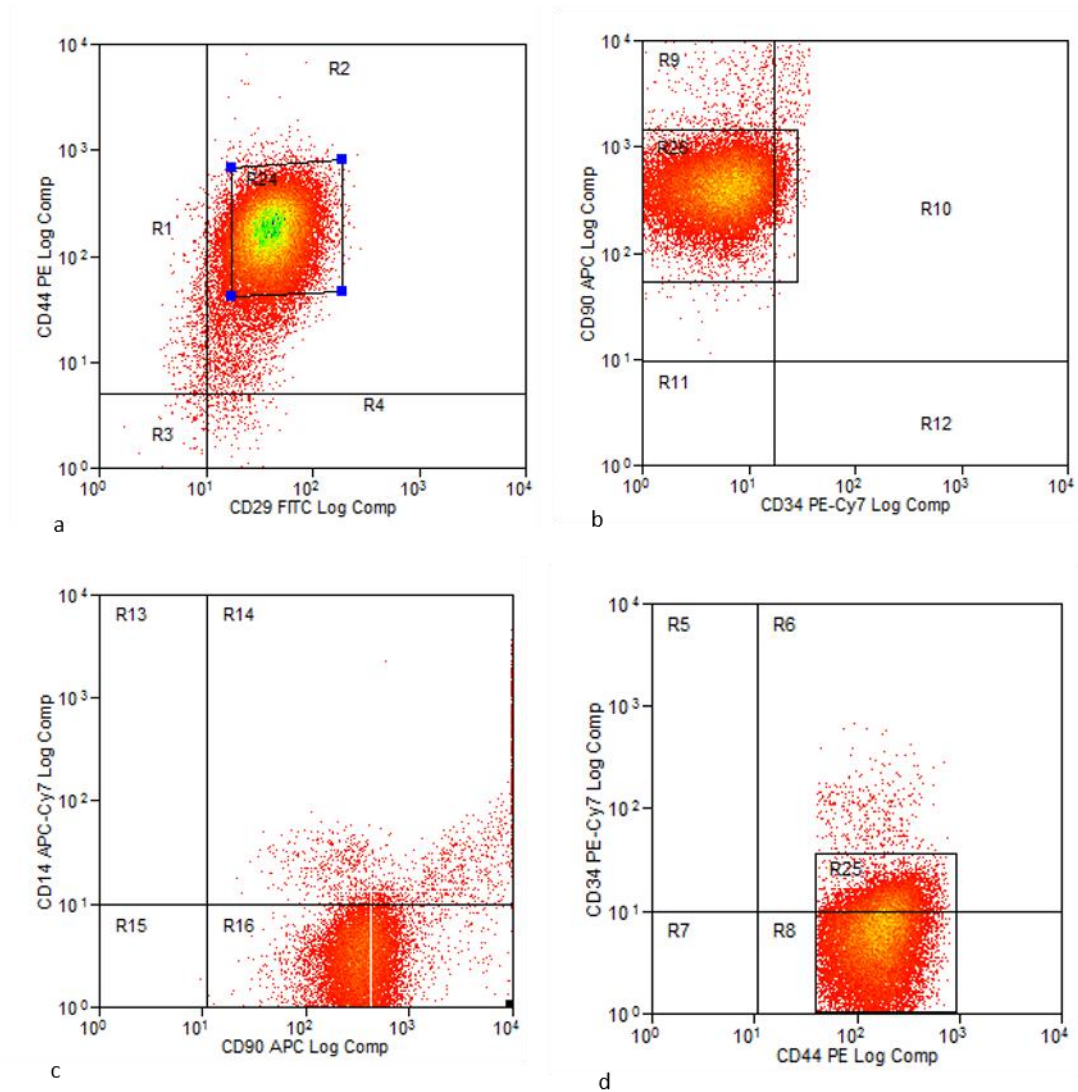 10⁴
10³
10²
10¹
10⁰
CD44 PE Log Comp
R2
R24
R1
R4
R3
10⁰ 10¹ 10² 10³ 10⁴
CD29 FITC Log Comp
a
10⁴
10³
10²
10¹
10⁰
CD90 APC Log Comp
R9
R26
R10
R11
R12
10⁰ 10¹ 10² 10³ 10⁴
CD34 PE-Cy7 Log Comp
b
10⁴
10³
10²
10¹
10⁰
CD14 APC-Cy7 Log Comp
R13 R14
R15 R16
10⁰ 10¹ 10² 10³ 10⁴
CD90 APC Log Comp
c
10⁴
10³
10²
10¹
10⁰
CD34 PE-Cy7 Log Comp
R5 R6
R25
R7 R8
10⁰ 10¹ 10² 10³ 10⁴
CD44 PE Log Comp
d